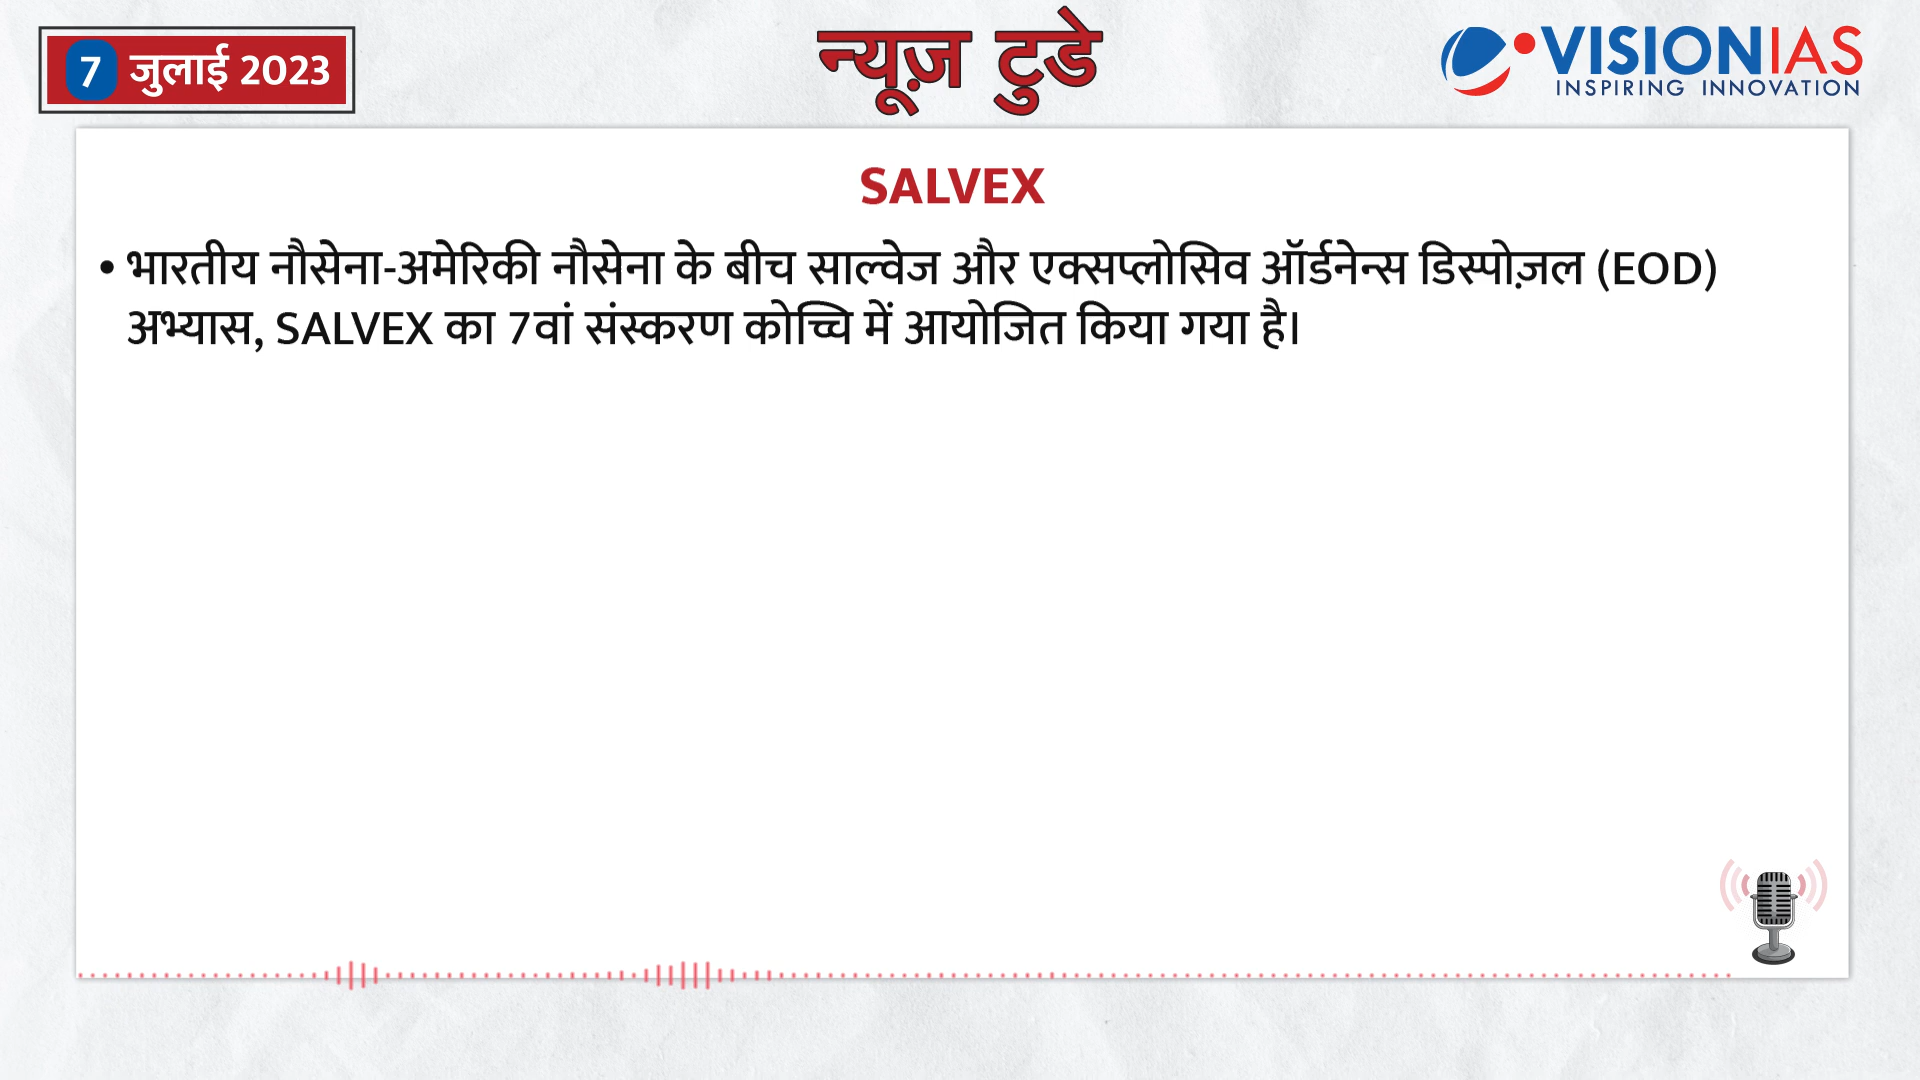 7 जुलाई 2023
न्यूज़ टुडे
VISIONIAS
INSPIRING INNOVATION
SALVEX
• भारतीय नौसेना-अमेरिकी नौसेना के बीच साल्वेज और एक्सप्लोसिव ऑर्डनेन्स डिस्पोज़ल (EOD)
अभ्यास, SALVEX का 7वां संस्करण कोच्चि में आयोजित किया गया है।